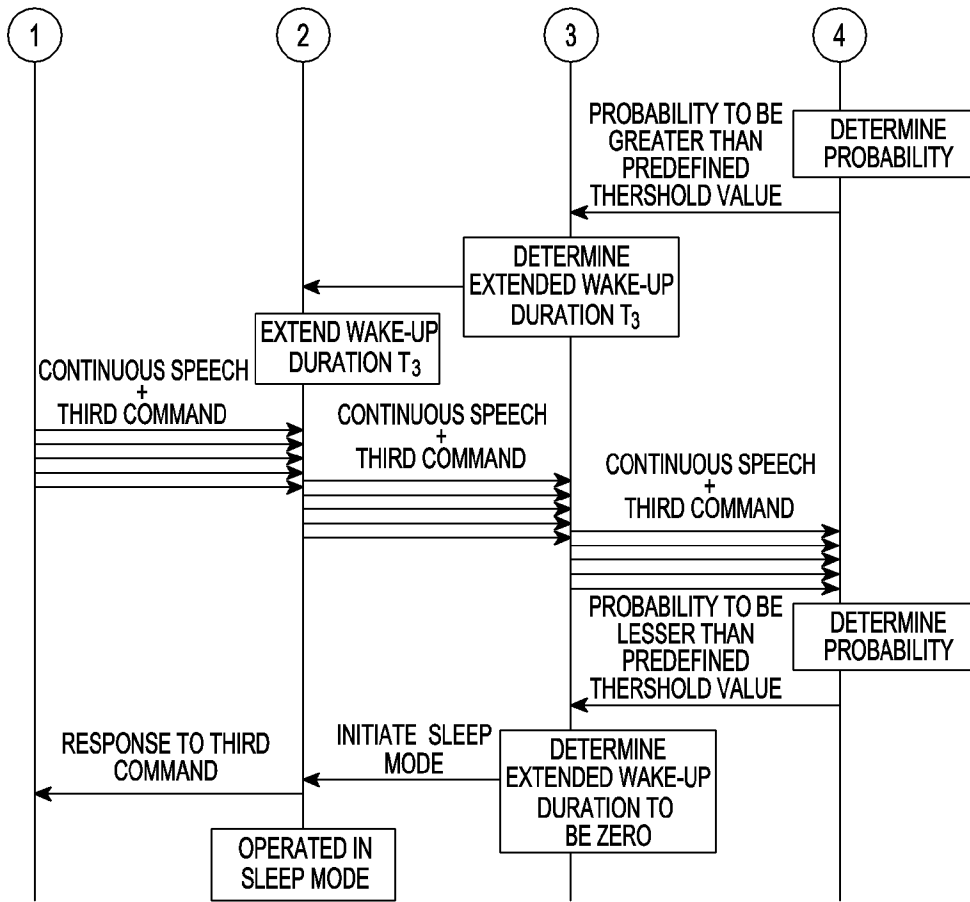 1
2
3
4
PROBABILITY TO BE
GREATER THAN
PREDEFINED
THERSHOLD VALUE
DETERMINE
PROBABILITY
DETERMINE
EXTENDED WAKE-UP
DURATION T3
EXTEND WAKE-UP
DURATION T3
CONTINUOUS SPEECH
+
THIRD COMMAND
CONTINUOUS SPEECH
+
THIRD COMMAND
CONTINUOUS SPEECH
+
THIRD COMMAND
PROBABILITY TO BE
LESSER THAN
PREDEFINED
THERSHOLD VALUE
DETERMINE
PROBABILITY
RESPONSE TO THIRD
COMMAND
INITIATE SLEEP
MODE
DETERMINE
EXTENDED WAKE-UP
DURATION TO
BE ZERO
OPERATED IN
SLEEP MODE